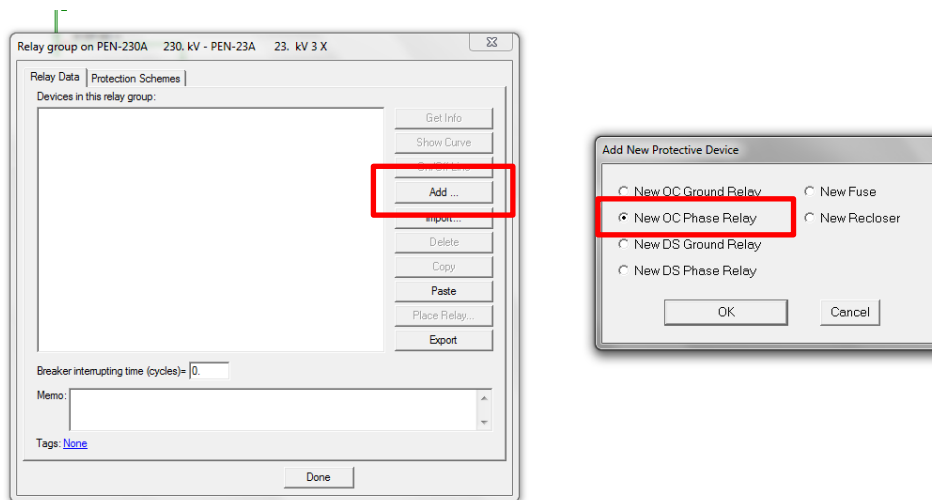 Relay group on PEN-230A 230. kV - PEN-23A 23. kV 3 X
Relay Data
Protection Schemes
Devices in this relay group:
Get Info
Show Curve
On/Off Line
Add ...
Import...
Delete
Copy
Paste
Place Relay...
Export
Breaker interrupting time (cycles)= 0.
Memo:
Tags: None
Done
Add New Protective Device
New OC Ground Relay
New Fuse
New OC Phase Relay
New Recloser
New DS Ground Relay
New DS Phase Relay
OK
Cancel